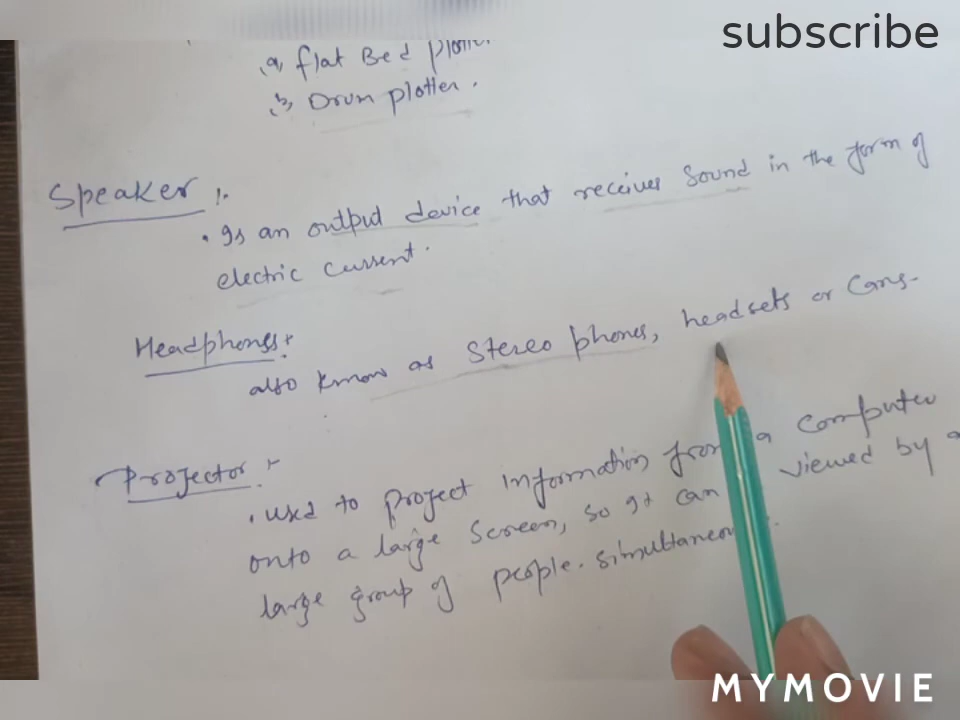 subscribe
(a) flat Bed plotter
(b) Drum plotter.
Speaker :-
• Is an output device that receives Sound in the form of
electric current.
Headphones:-
also know as Stereo phones, headsets or Cans-
Projector :-
• used to project Information from a Computer
onto a large Screen, so It can viewed by a
large group of people. simultaneou
MYMOVIE